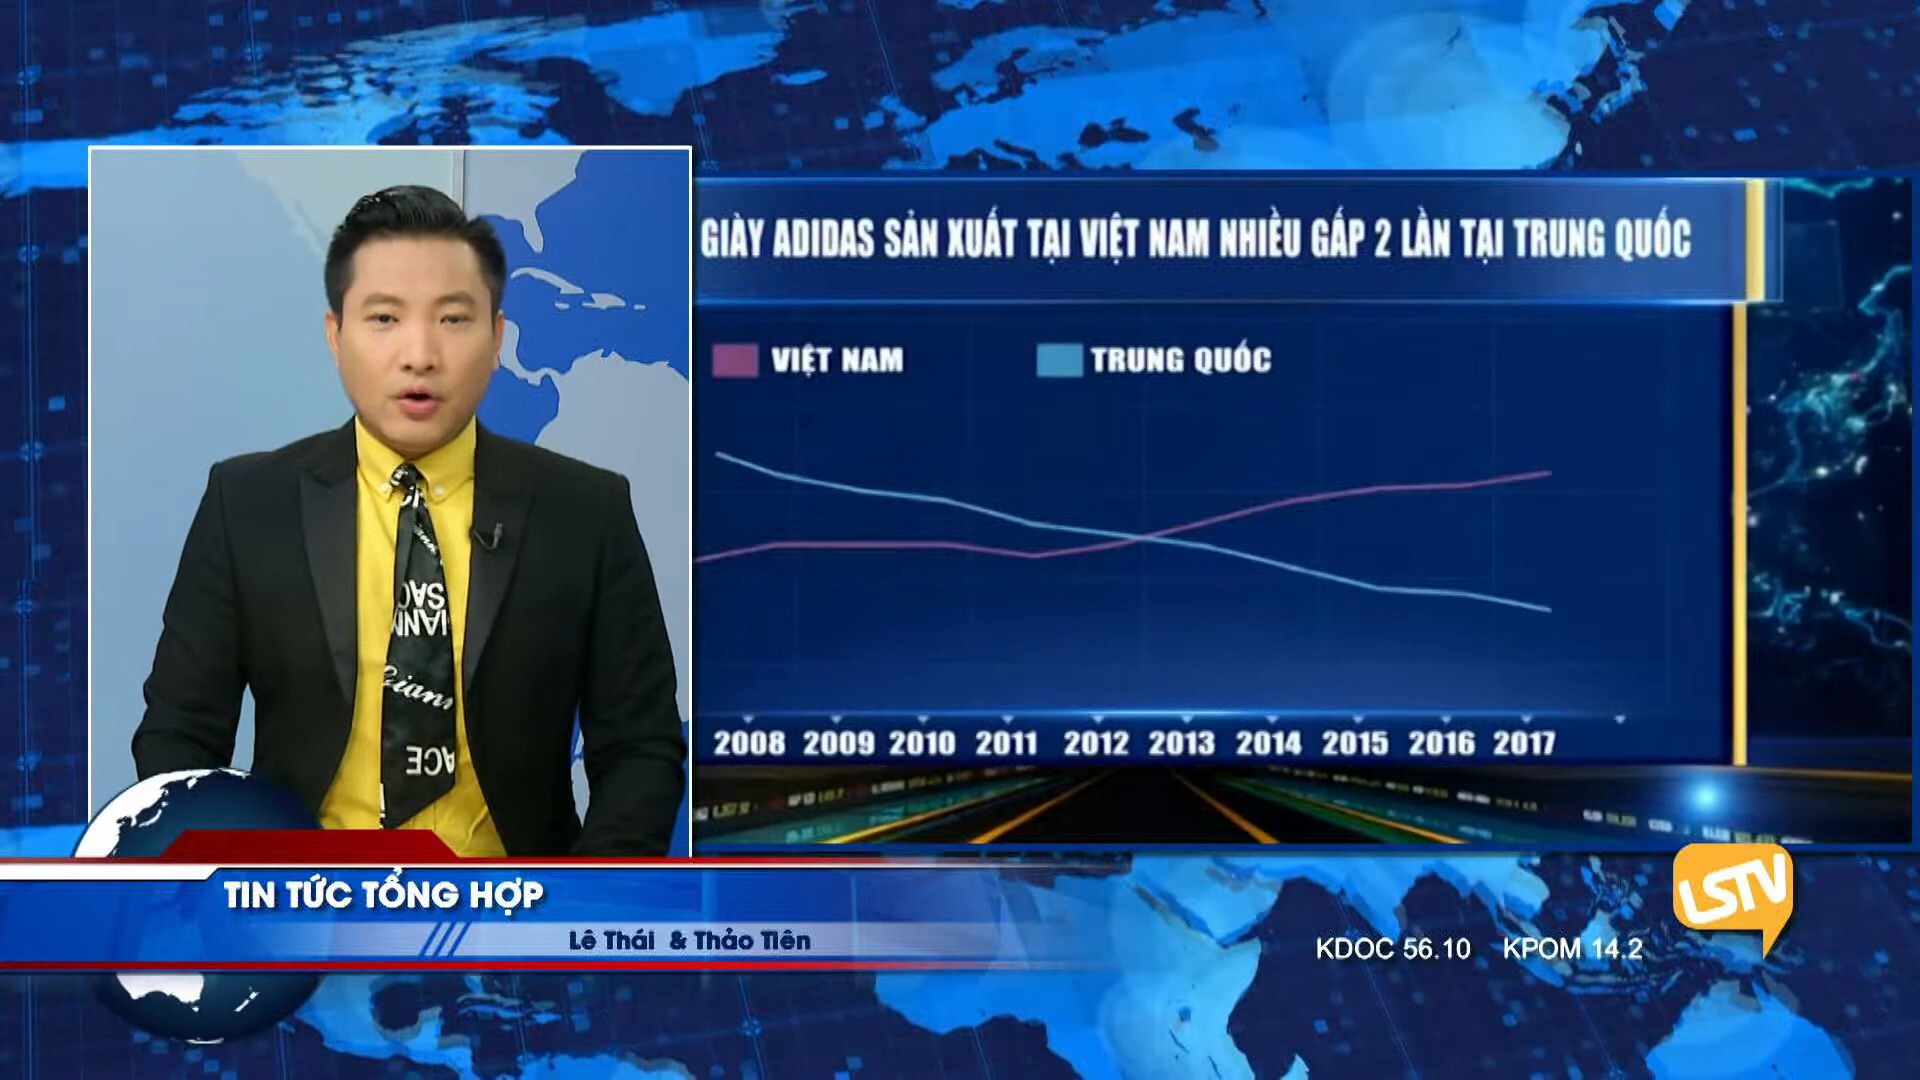 GIÀY ADIDAS SẢN XUẤT TẠI VIỆT NAM NHIỀU GẤP 2 LẦN TẠI TRUNG QUỐC
VIỆT NAM
TRUNG QUỐC
2008 2009 2010 2011 2012 2013 2014 2015 2016 2017
TIN TỨC TỔNG HỢP
Lê Thái & Thảo Tiên
KDOC 56.10 KPOM 14.2
LSTV